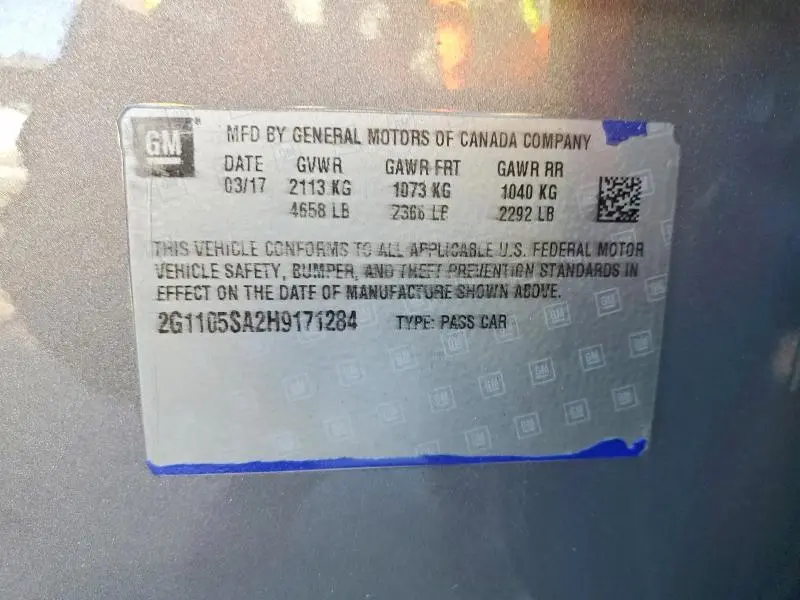 GM
MFD BY GENERAL MOTORS OF CANADA COMPANY
DATE GVWR GAWR FRT GAWR RR
03/17 2113 KG 1073 KG 1040 KG
4658 LB 2366 LB 2292 LB
THIS VEHICLE CONFORMS TO ALL APPLICABLE U.S. FEDERAL MOTOR
VEHICLE SAFETY, BUMPER, AND THEFT PREVENTION STANDARDS IN
EFFECT ON THE DATE OF MANUFACTURE SHOWN ABOVE.
2G1105SA2H9171284 TYPE: PASS CAR